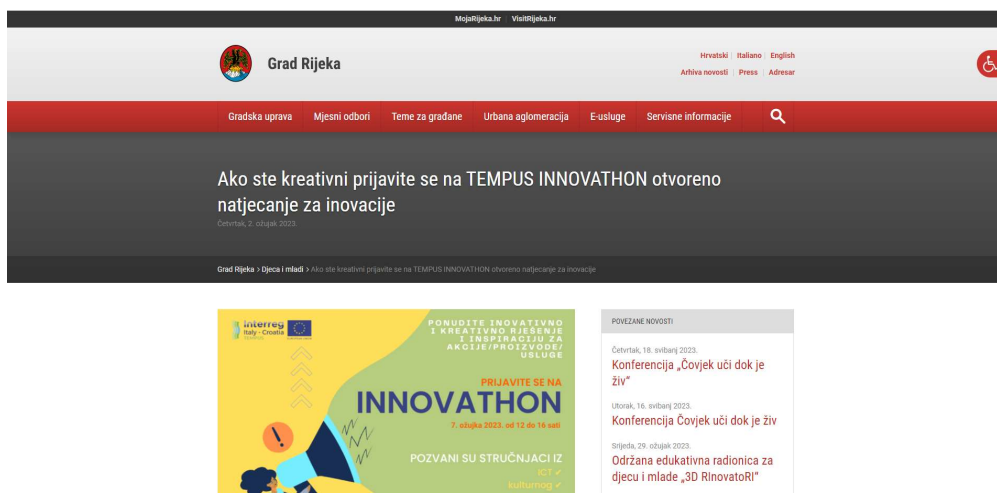 MojaRijeka.hr | VisitRijeka.hr
Grad Rijeka
Hrvatski | Italiano | English
Arhiva novosti | Press | Adresar
Gradska uprava Mjesni odbori Teme za građane Urbana aglomeracija E-usluge Servisne informacije
Ako ste kreativni prijavite se na TEMPUS INNOVATHON otvoreno
natjecanje za inovacije
Četvrtak, 2. ožujak 2023.
Grad Rijeka > Djeca i mladi > Ako ste kreativni prijavite se na TEMPUS INNOVATHON otvoreno natjecanje za inovacije
interreg
Italy - Croatia
PONUDITE INOVATIVNO
I KREATIVNO RJEŠENJE
I INSPIRACIJU ZA
AKCIJE/PROIZVODE/
USLUGE
PRIJAVITE SE NA
INNOVATHON
7. ožujka 2023. od 12 do 16 sati
POZVANI SU STRUČNJACI IZ
ICT ✓
kulturnog ✓
POVEZANE NOVOSTI
Četvrtak, 18. svibanj 2023.
Konferencija „Čovjek uči dok je
živ“
Utorak, 16. svibanj 2023.
Konferencija Čovjek uči dok je živ
Srijeda, 29. ožujak 2023.
Održana edukativna radionica za
djecu i mlade „3D RInovatoRI“